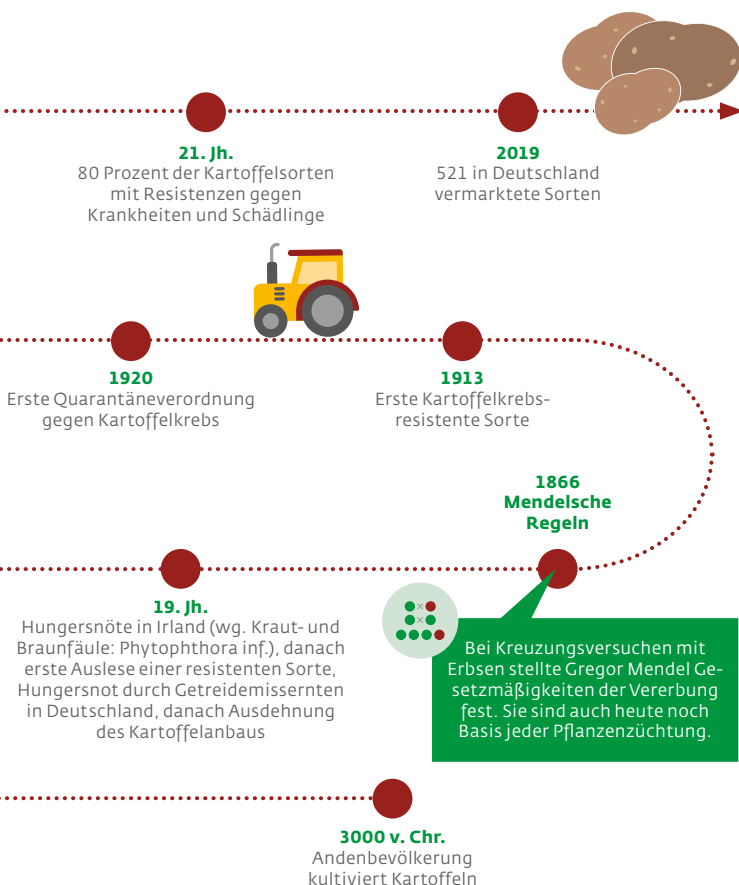 21. Jh.
80 Prozent der Kartoffelsorten
mit Resistenzen gegen
Krankheiten und Schädlinge
2019
521 in Deutschland
vermarktete Sorten
1920
Erste Quarantäneverordnung
gegen Kartoffelkrebs
1913
Erste Kartoffelkrebs-
resistente Sorte
1866
Mendelsche
Regeln
19. Jh.
Hungersnöte in Irland (wg. Kraut- und
Braunfäule: Phytophthora inf.), danach
erste Auslese einer resistenten Sorte,
Hungersnot durch Getreidemissernten
in Deutschland, danach Ausdehnung
des Kartoffelanbaus
Bei Kreuzungsversuchen mit
Erbsen stellte Gregor Mendel Ge-
setzmäßigkeiten der Vererbung
fest. Sie sind auch heute noch
Basis jeder Pflanzenzüchtung.
3000 v. Chr.
Andenbevölkerung
kultiviert Kartoffeln